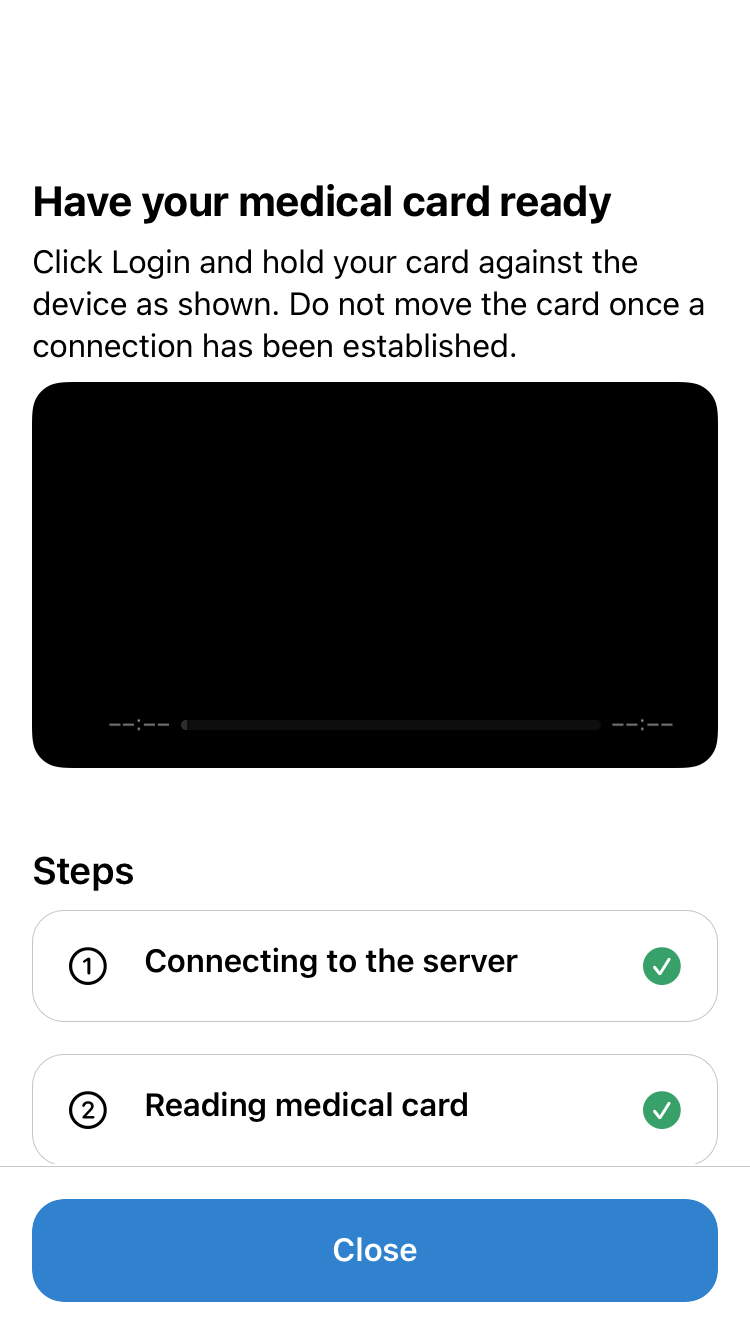 Have your medical card ready
Click Login and hold your card against the
device as shown. Do not move the card once a
connection has been established.
--:-- --:--
Steps
1 Connecting to the server
2 Reading medical card
Close